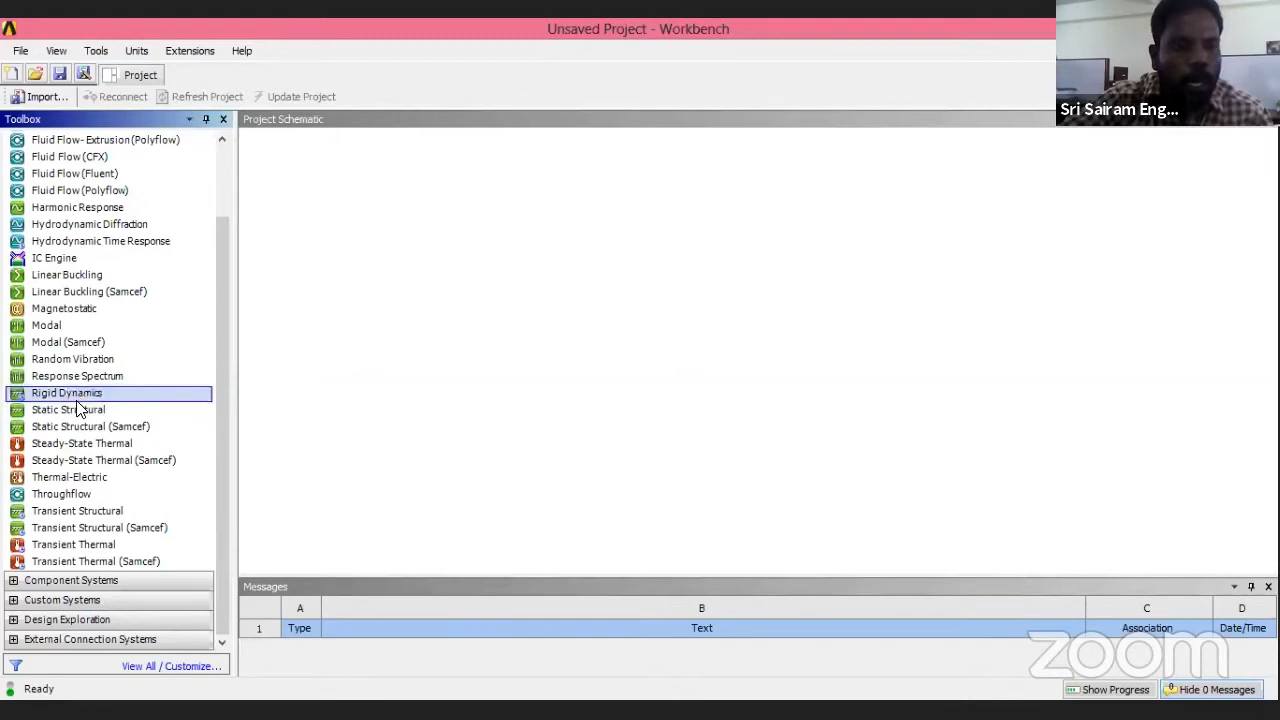 Unsaved Project - Workbench
File View Tools Units Extensions Help
Project
Import... Reconnect Refresh Project Update Project
Sri Sairam Eng...
Toolbox
Project Schematic
Fluid Flow- Extrusion (Polyflow)
Fluid Flow (CFX)
Fluid Flow (Fluent)
Fluid Flow (Polyflow)
Harmonic Response
Hydrodynamic Diffraction
Hydrodynamic Time Response
IC Engine
Linear Buckling
Linear Buckling (Samcef)
Magnetostatic
Modal
Modal (Samcef)
Random Vibration
Response Spectrum
Rigid Dynamics
Static Structural
Static Structural (Samcef)
Steady-State Thermal
Steady-State Thermal (Samcef)
Thermal-Electric
Throughflow
Transient Structural
Transient Structural (Samcef)
Transient Thermal
Transient Thermal (Samcef)
Component Systems
Custom Systems
Design Exploration
External Connection Systems
View All / Customize...
Messages
A B C D
1 Type Text Association Date/Time
zoom
Ready
Show Progress Hide 0 Messages